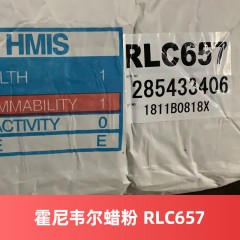 HMIS
LTH 1
MMABILITY 1
ACTIVITY 0
E E
RLC657
285433406
1811B0818X
霍尼韦尔蜡粉 RLC657